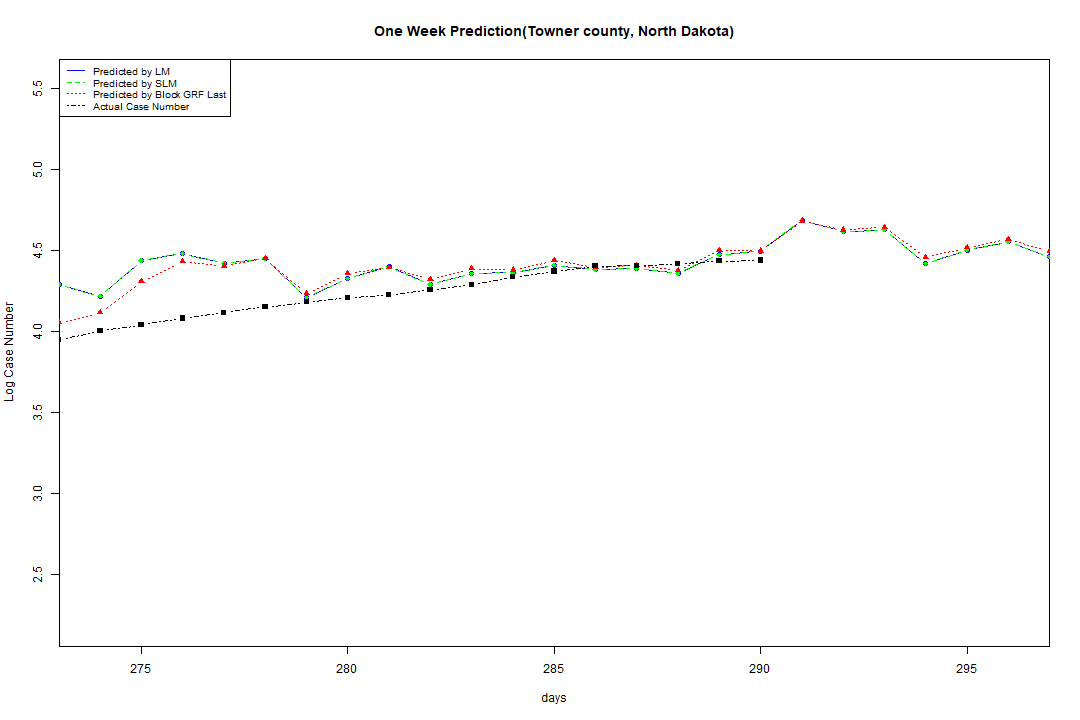 One Week Prediction(Towner county, North Dakota)
Predicted by LM
Predicted by SLM
Predicted by Block GRF Last
Actual Case Number
5.5
5.0
4.5
4.0
3.5
3.0
2.5
Log Case Number
275 280 285 290 295
days